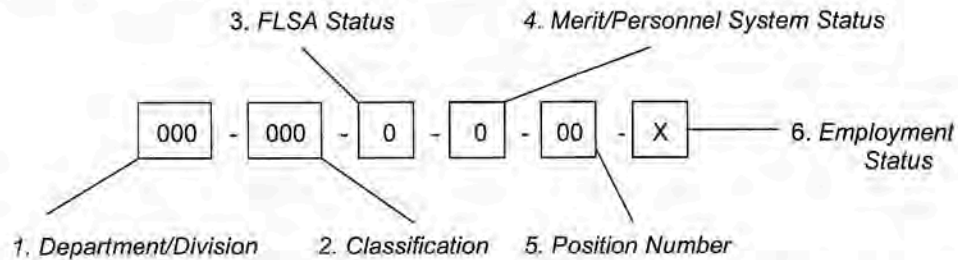 3. FLSA Status 4. Merit/Personnel System Status
000 - 000 - 0 - 0 - 00 - X 6. Employment
Status
1. Department/Division 2. Classification 5. Position Number